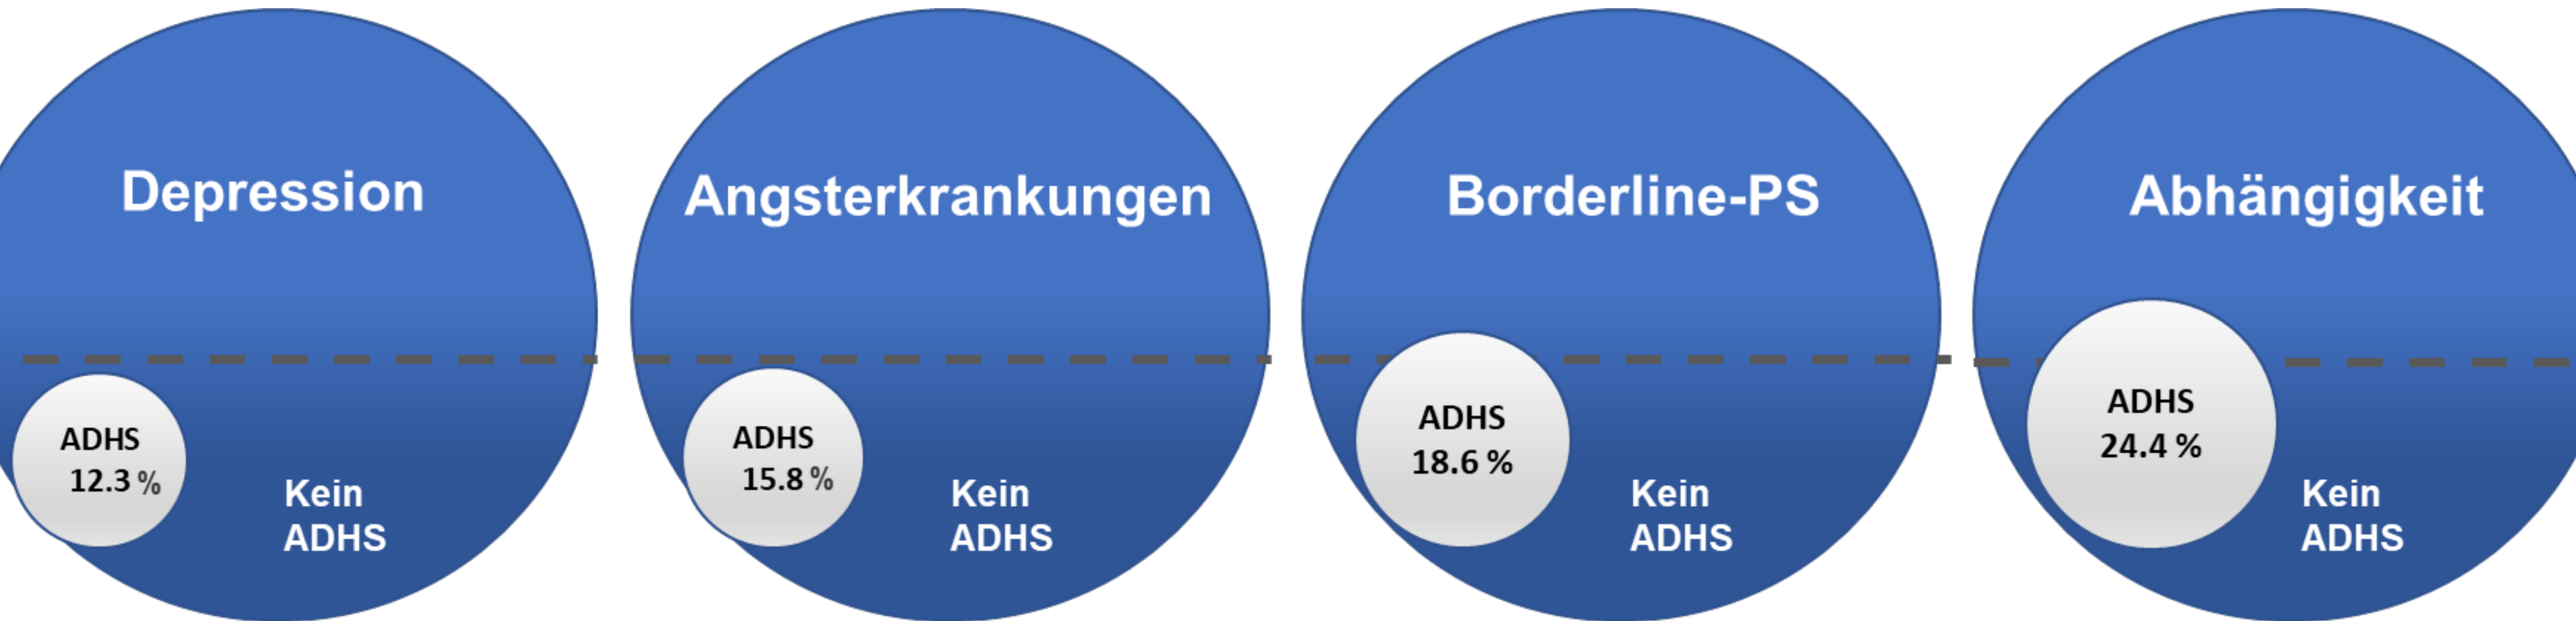 Depression
ADHS
12.3 %
Kein
ADHS
Angsterkrankungen
ADHS
15.8 %
Kein
ADHS
Borderline-PS
ADHS
18.6 %
Kein
ADHS
Abhängigkeit
ADHS
24.4 %
Kein
ADHS